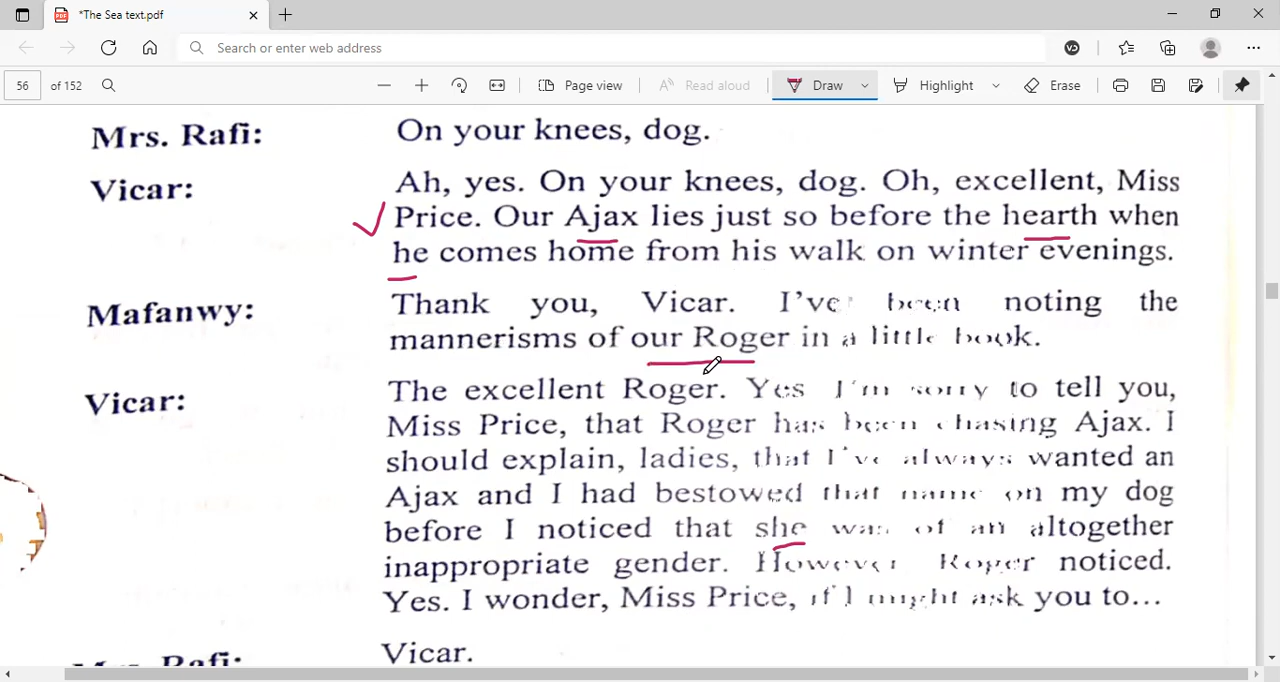 *The Sea text.pdf
Search or enter web address
56 of 152 Page view Read aloud Draw Highlight Erase
Mrs. Rafi: On your knees, dog.
Vicar: Ah, yes. On your knees, dog. Oh, excellent, Miss
Price. Our Ajax lies just so before the hearth when
he comes home from his walk on winter evenings.
Mafanwy: Thank you, Vicar. I've been noting the
mannerisms of our Roger in a little book.
Vicar: The excellent Roger. Yes I'm sorry to tell you,
Miss Price, that Roger has been chasing Ajax. I
should explain, ladies, that I've always wanted an
Ajax and I had bestowed that name on my dog
before I noticed that she was of an altogether
inappropriate gender. However Roger noticed.
Yes. I wonder, Miss Price, if I might ask you to...
Mrs. Rafi: Vicar.